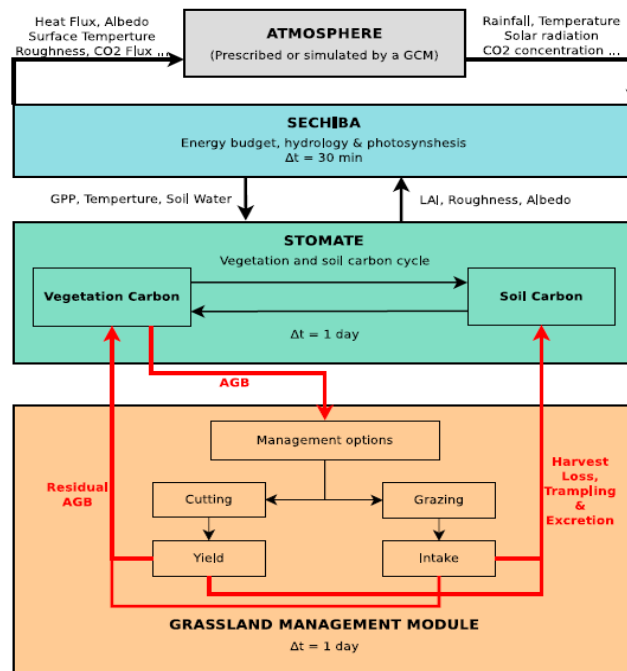 Heat Flux, Albedo
Surface Temperture
Roughness, CO2 Flux ...
ATMOSPHERE
(Prescribed or simulated by a GCM)
Rainfall, Temperature
Solar radiation
CO2 concentration ...
SECHIBA
Energy budget, hydrology & photosynshesis
Δt = 30 min
GPP, Temperture, Soil Water
LAI, Roughness, Albedo
STOMATE
Vegetation and soil carbon cycle
Vegetation Carbon
Soil Carbon
Δt = 1 day
AGB
Management options
Residual
AGB
Cutting
Grazing
Harvest
Loss,
Trampling
&
Excretion
Yield
Intake
GRASSLAND MANAGEMENT MODULE
Δt = 1 day